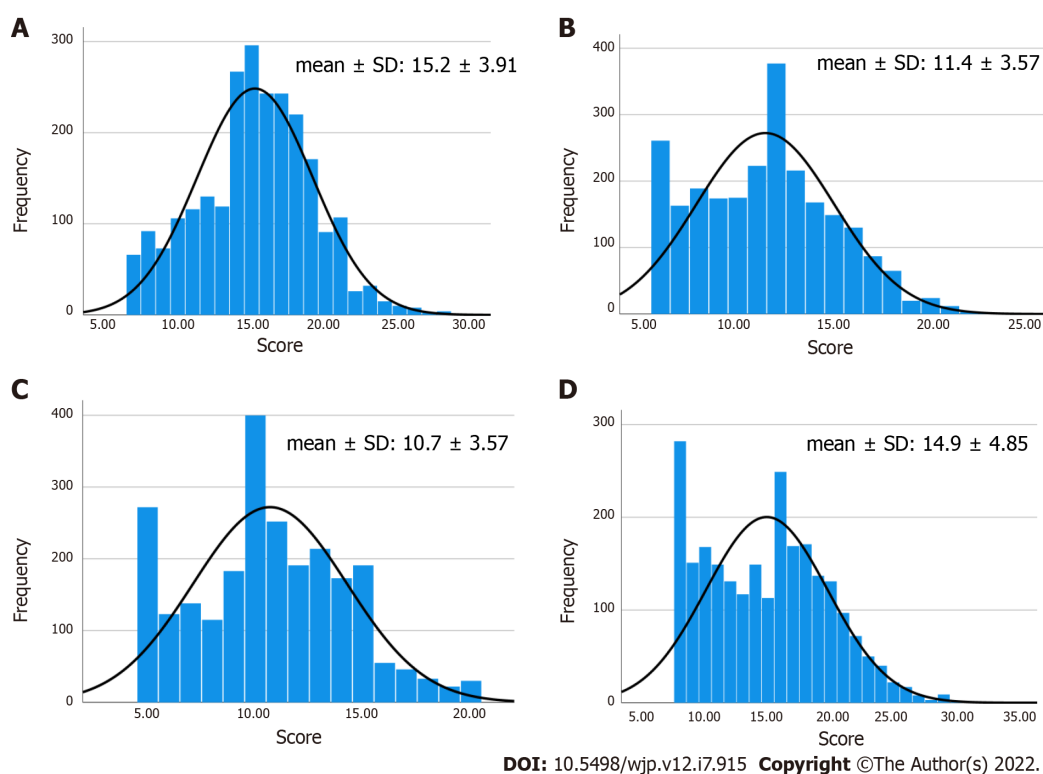 A
mean ± SD: 15.2 ± 3.91
300
200
100
0
Frequency
5.00 10.00 15.00 20.00 25.00 30.00
Score
B
mean ± SD: 11.4 ± 3.57
400
300
200
100
0
Frequency
5.00 10.00 15.00 20.00 25.00
Score
C
mean ± SD: 10.7 ± 3.57
400
300
200
100
0
Frequency
5.00 10.00 15.00 20.00
Score
D
mean ± SD: 14.9 ± 4.85
300
200
100
0
Frequency
5.00 10.00 15.00 20.00 25.00 30.00 35.00
Score
DOI: 10.5498/wjp.v12.i7.915 Copyright ©The Author(s) 2022.